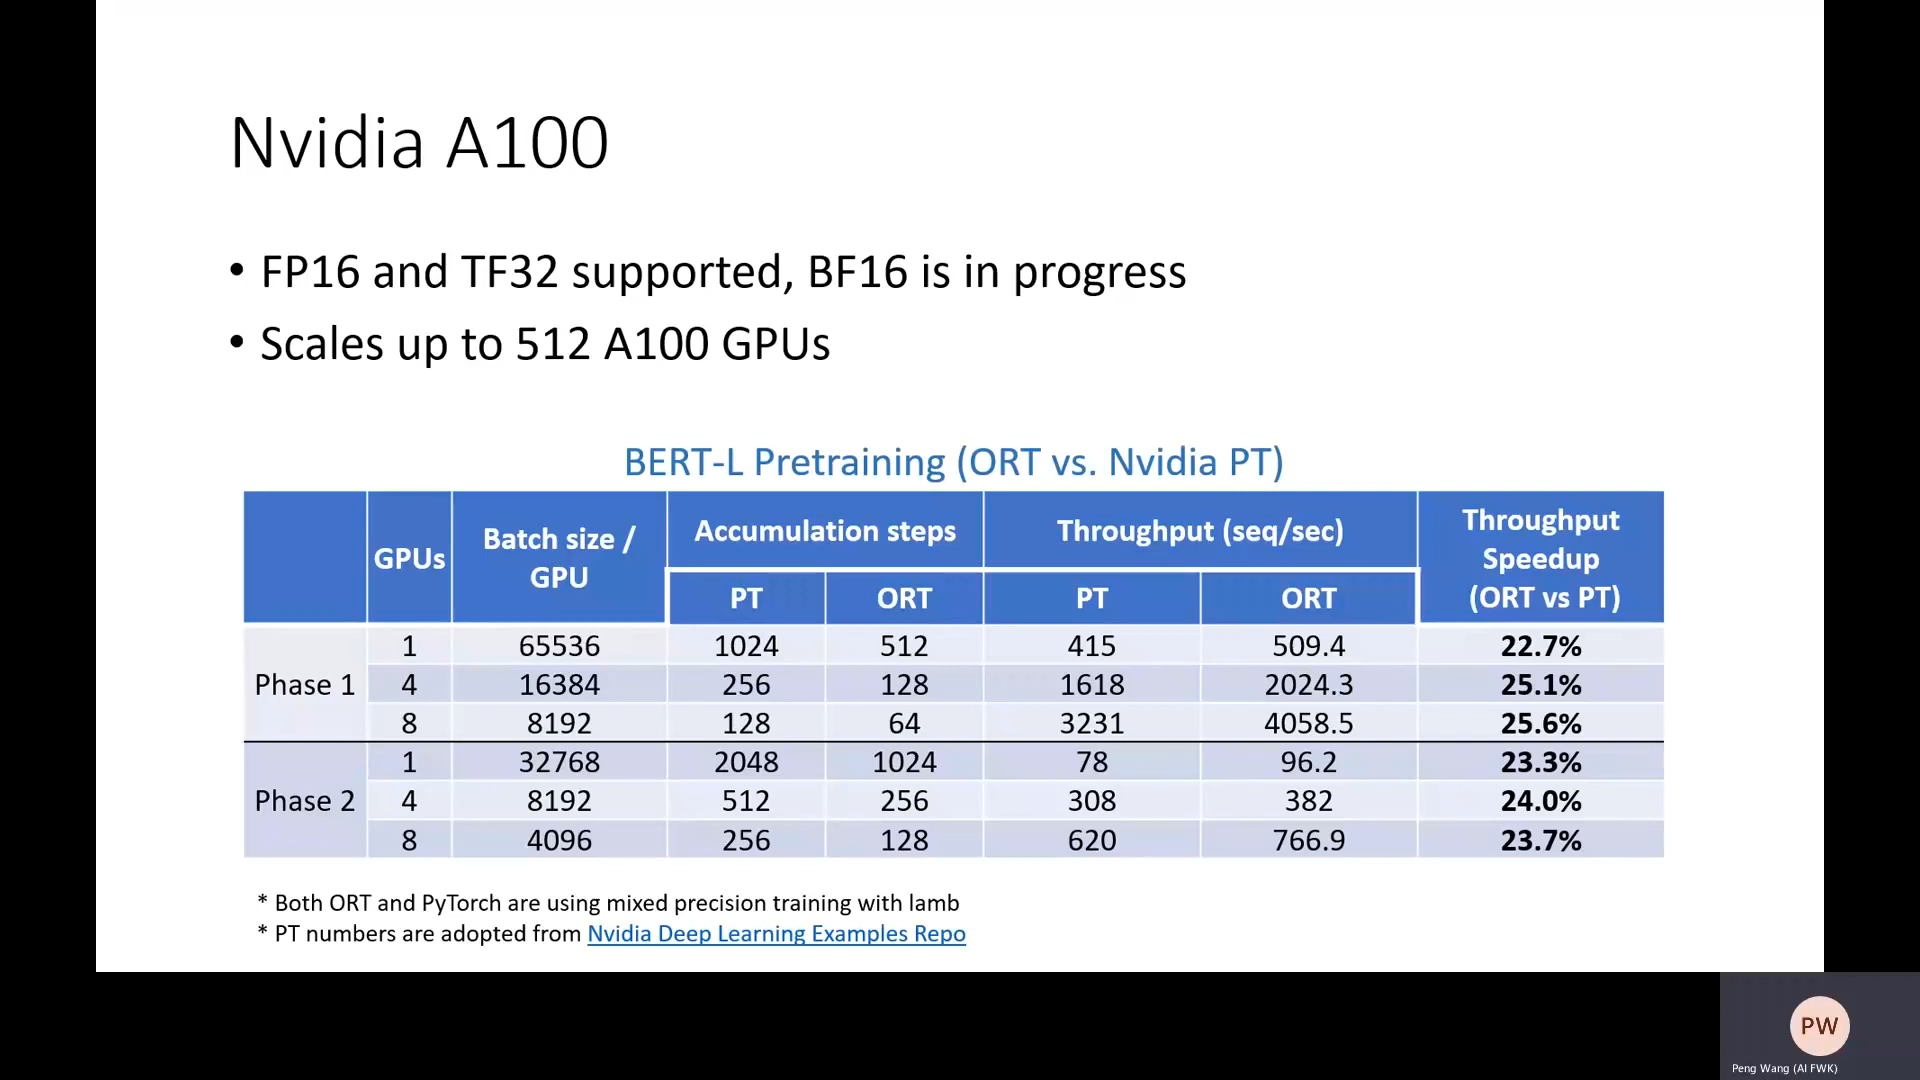 Nvidia A100
• FP16 and TF32 supported, BF16 is in progress
• Scales up to 512 A100 GPUs
BERT-L Pretraining (ORT vs. Nvidia PT)
GPUs Batch size / GPU Accumulation steps Throughput (seq/sec) Throughput Speedup (ORT vs PT)
PT ORT PT ORT
Phase 1
1 65536 1024 512 415 509.4 22.7%
4 16384 256 128 1618 2024.3 25.1%
8 8192 128 64 3231 4058.5 25.6%
Phase 2
1 32768 2048 1024 78 96.2 23.3%
4 8192 512 256 308 382 24.0%
8 4096 256 128 620 766.9 23.7%
* Both ORT and PyTorch are using mixed precision training with lamb
* PT numbers are adopted from Nvidia Deep Learning Examples Repo
PW
Peng Wang (AI FWK)